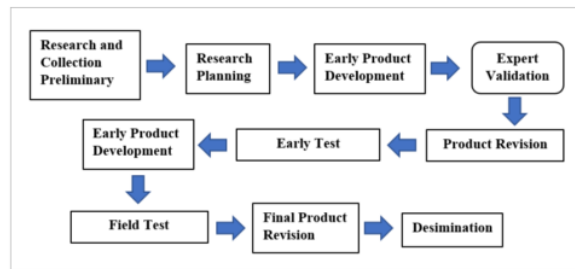 Research and
Collection
Preliminary
Research
Planning
Early Product
Development
Expert
Validation
Product Revision
Early Test
Early Product
Development
Field Test
Final Product
Revision
Desimination